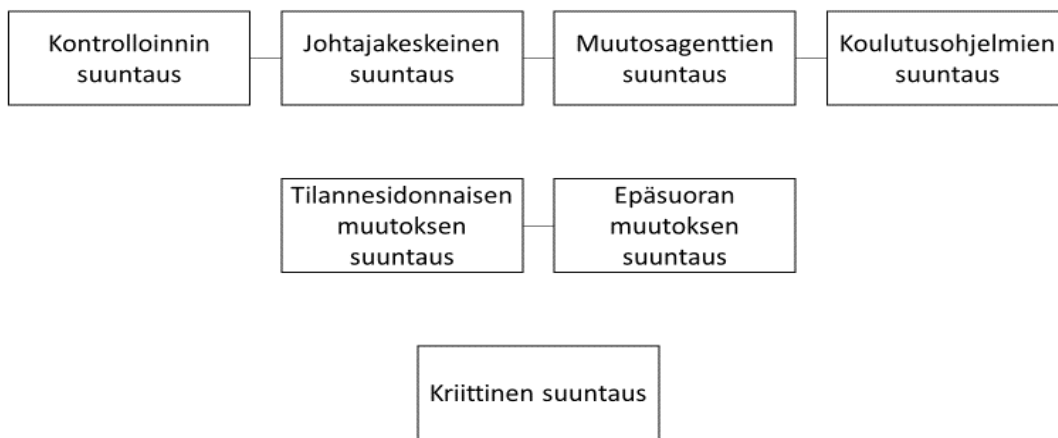 Kontrolloinnin
suuntaus
Johtajakeskeinen
suuntaus
Muutosagenttien
suuntaus
Koulutusohjelmien
suuntaus
Tilannesidonnaisen
muutoksen
suuntaus
Epäsuoran
muutoksen
suuntaus
Kriittinen suuntaus